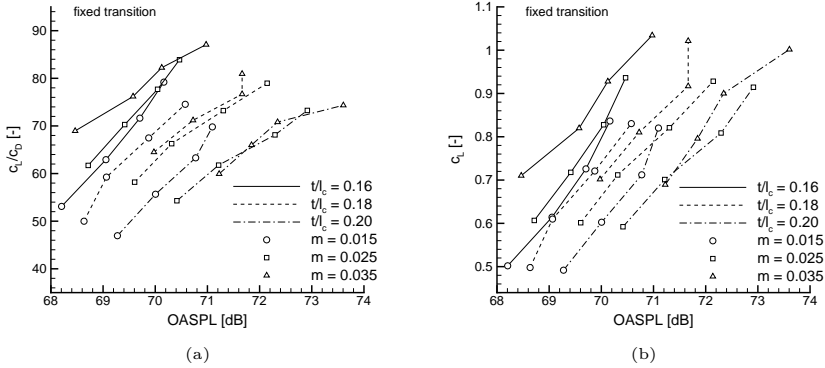 fixed transition
c_L/c_D [-]
90
80
70
60
50
40
68 69 70 71 72 73 74
OASPL [dB]
t/l_c = 0.16
t/l_c = 0.18
t/l_c = 0.20
m = 0.015
m = 0.025
m = 0.035
(a)
fixed transition
c_L [-]
1.1
1
0.9
0.8
0.7
0.6
0.5
68 69 70 71 72 73 74
OASPL [dB]
t/l_c = 0.16
t/l_c = 0.18
t/l_c = 0.20
m = 0.015
m = 0.025
m = 0.035
(b)